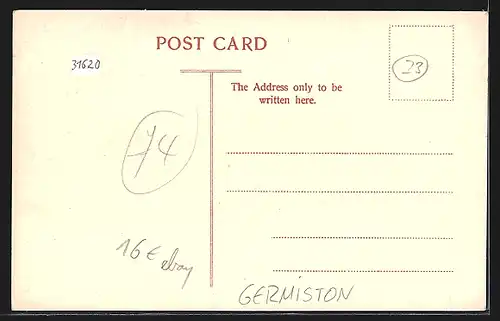 POST CARD
31620
23
The Address only to be
written here.
74
16 € ebay
GERMISTON